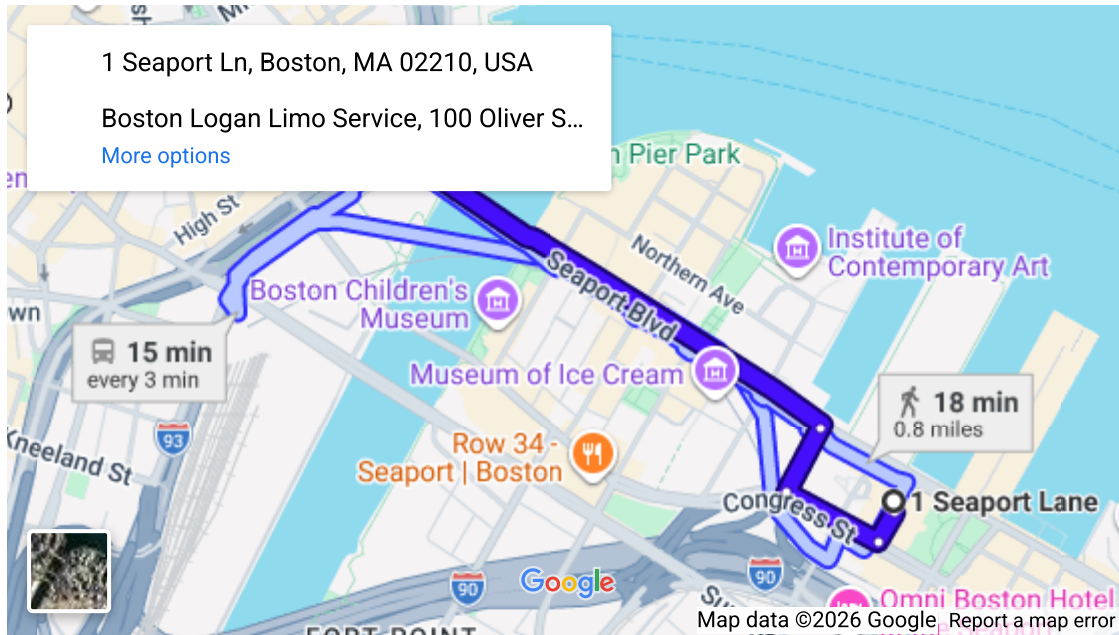 1 Seaport Ln, Boston, MA 02210, USA
Boston Logan Limo Service, 100 Oliver S...
More options
Pier Park
High St
Northern Ave
Institute of
Contemporary Art
Seaport Blvd
Boston Children's
Museum
15 min
every 3 min
Museum of Ice Cream
18 min
0.8 miles
93
Kneeland St
Row 34 -
Seaport | Boston
Congress St
1 Seaport Lane
90
Google
90
Omni Boston Hotel
Map data ©2026 Google
Report a map error
FORT POINT